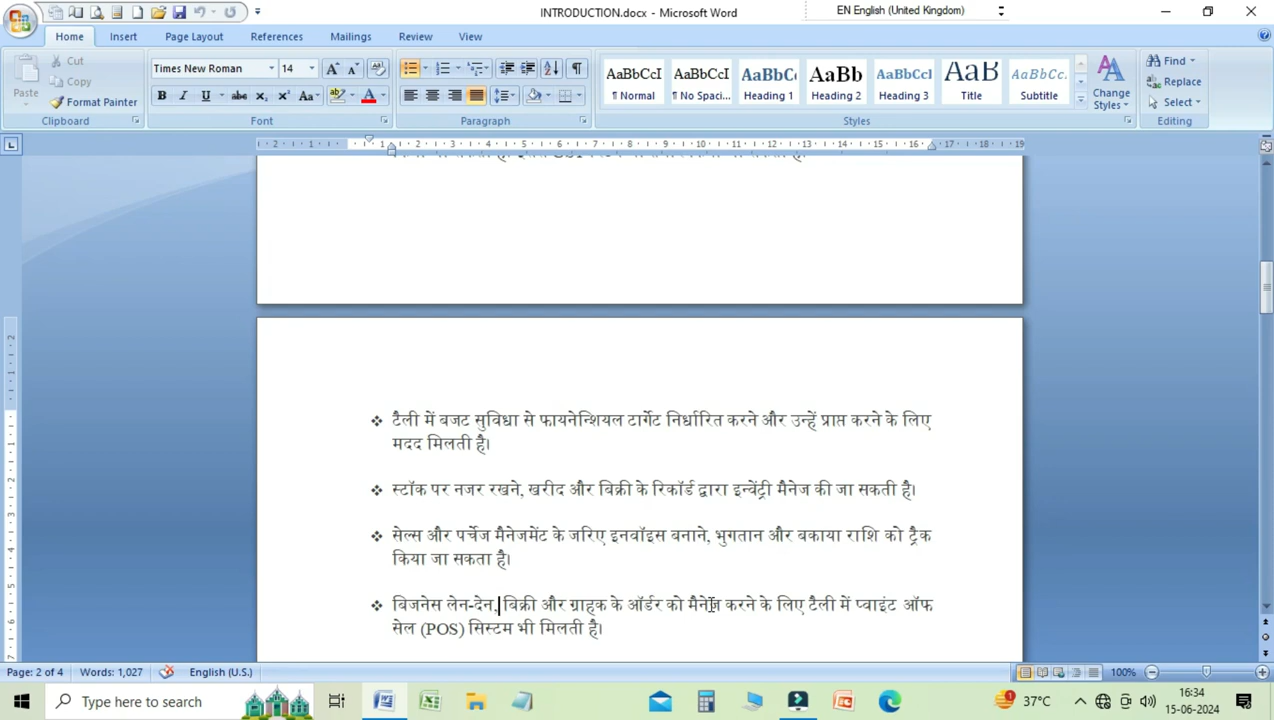 INTRODUCTION.docx - Microsoft Word
EN English (United Kingdom)
Home Insert Page Layout References Mailings Review View
Cut
Copy
Format Painter
Paste
Clipboard
Times New Roman 14
Font
Paragraph
AaBbCcI AaBbCcI AaBbC AaBb AaBbCcI AaB AaBbCc.
¶ Normal ¶ No Spaci... Heading 1 Heading 2 Heading 3 Title Subtitle
Change Styles
Styles
Find
Replace
Select
Editing
❖ टैली में बजट सुविधा से फायनेन्शियल टार्गेट निर्धारित करने और उन्हें प्राप्त करने के लिए
मदद मिलती है।
❖ स्टॉक पर नजर रखने, खरीद और बिक्री के रिकॉर्ड द्वारा इन्वेंट्री मैनेज की जा सकती है।
❖ सेल्स और पर्चेज मैनेजमेंट के जरिए इनवॉइस बनाने, भुगतान और बकाया राशि को ट्रैक
किया जा सकता है।
❖ बिजनेस लेन-देन, बिक्री और ग्राहक के ऑर्डर को मैनेज करने के लिए टैली में प्वाइंट ऑफ
सेल (POS) सिस्टम भी मिलती है।
Page: 2 of 4 Words: 1,027 English (U.S.) 100%
Type here to search
37°C
16:34
15-06-2024